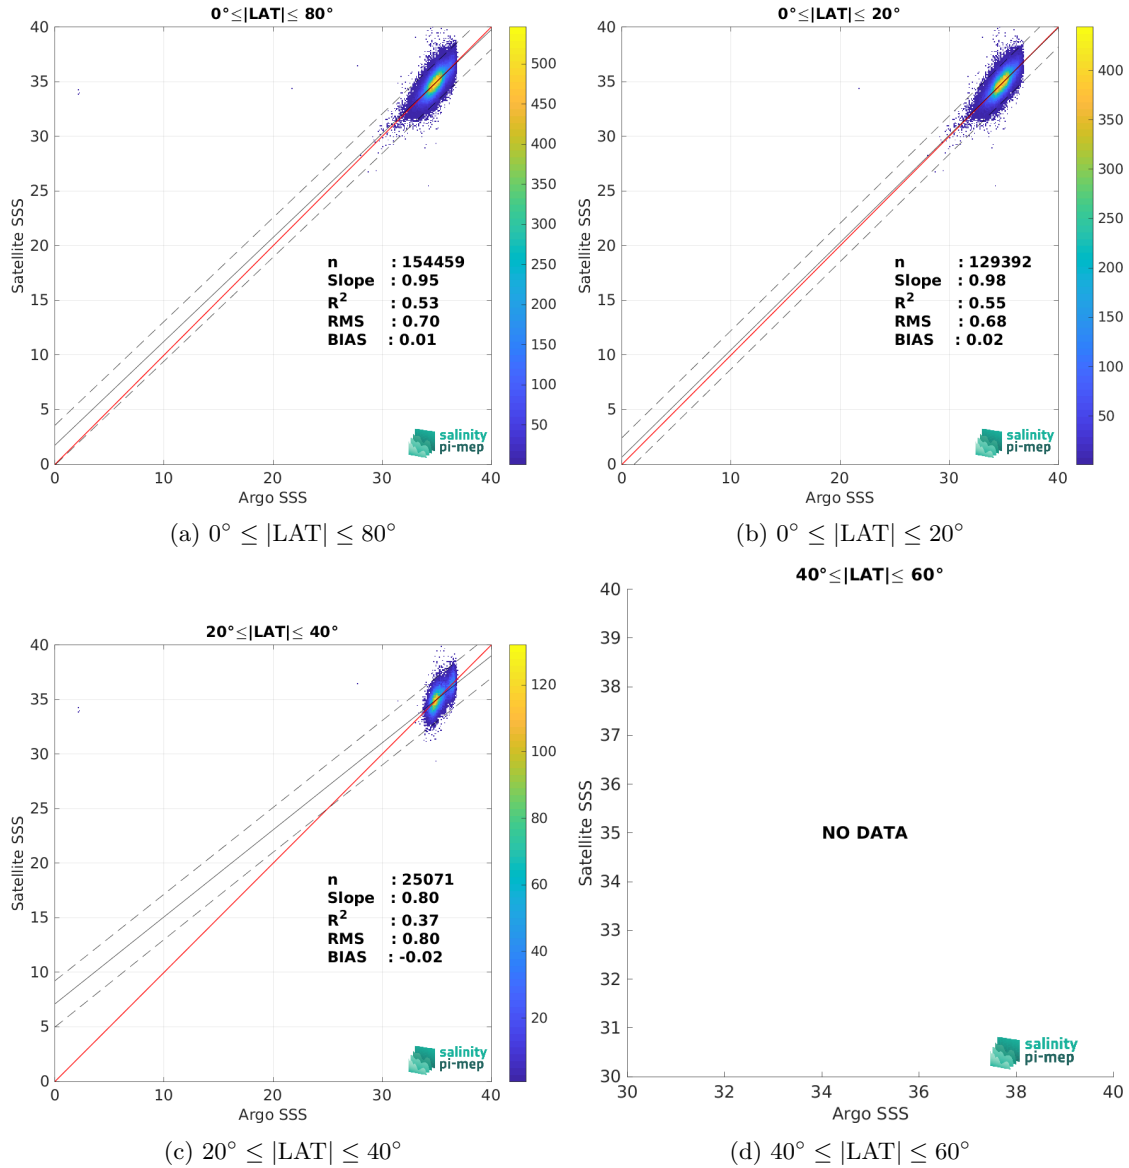 0°≤|LAT|≤ 80°
40
35
30
25
20
15
10
5
0
Satellite SSS
n : 154459
Slope : 0.95
R² : 0.53
RMS : 0.70
BIAS : 0.01
salinity
pi-mep
0 10 20 30 40
Argo SSS
500
450
400
350
300
250
200
150
100
50
(a) 0° ≤ |LAT| ≤ 80°
0°≤|LAT|≤ 20°
40
35
30
25
20
15
10
5
0
Satellite SSS
n : 129392
Slope : 0.98
R² : 0.55
RMS : 0.68
BIAS : 0.02
salinity
pi-mep
0 10 20 30 40
Argo SSS
400
350
300
250
200
150
100
50
(b) 0° ≤ |LAT| ≤ 20°
20°≤|LAT|≤ 40°
40
35
30
25
20
15
10
5
0
Satellite SSS
n : 25071
Slope : 0.80
R² : 0.37
RMS : 0.80
BIAS : -0.02
salinity
pi-mep
0 10 20 30 40
Argo SSS
120
100
80
60
40
20
(c) 20° ≤ |LAT| ≤ 40°
40°≤|LAT|≤ 60°
40
39
38
37
36
35
34
33
32
31
30
Satellite SSS
NO DATA
salinity
pi-mep
30 32 34 36 38 40
Argo SSS
(d) 40° ≤ |LAT| ≤ 60°